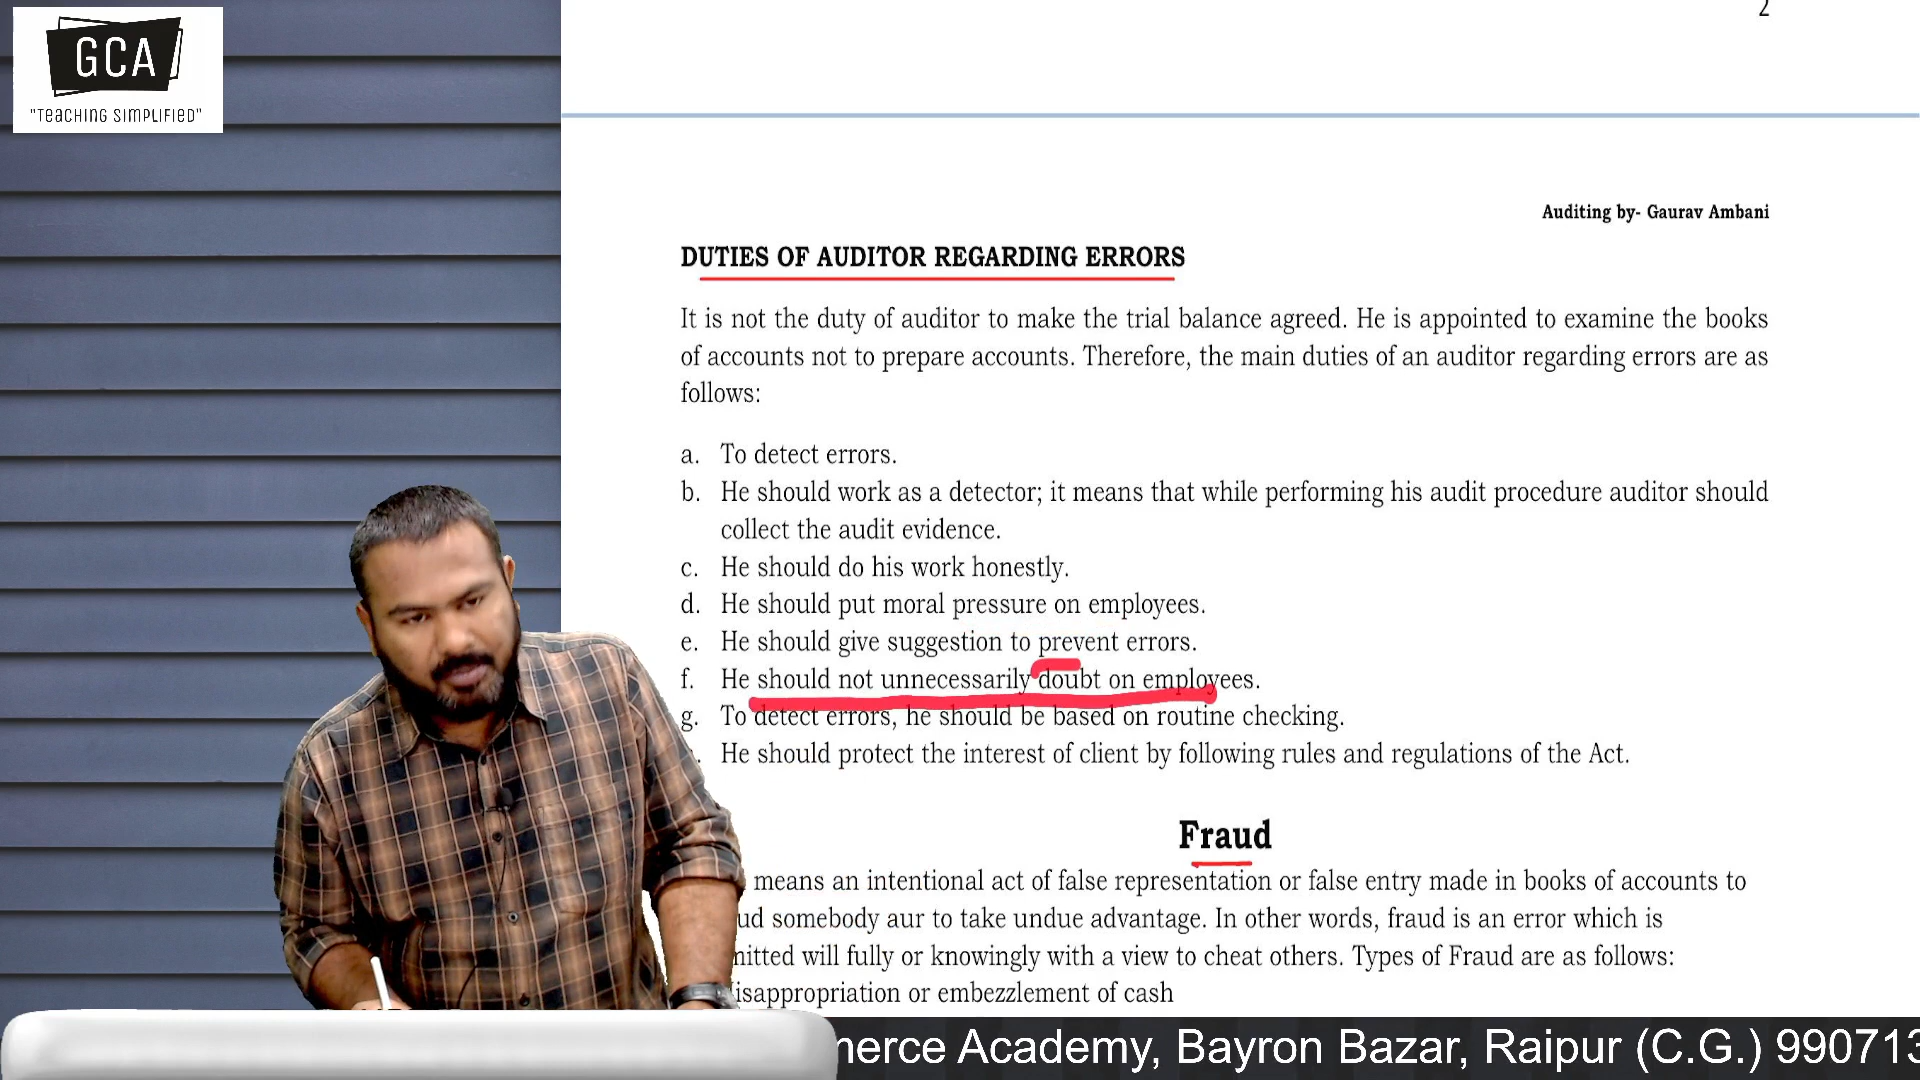 GCA
"TEACHING SIMPLIFIED"
2
Auditing by- Gaurav Ambani
DUTIES OF AUDITOR REGARDING ERRORS
It is not the duty of auditor to make the trial balance agreed. He is appointed to examine the books
of accounts not to prepare accounts. Therefore, the main duties of an auditor regarding errors are as
follows:
a. To detect errors.
b. He should work as a detector; it means that while performing his audit procedure auditor should
collect the audit evidence.
c. He should do his work honestly.
d. He should put moral pressure on employees.
e. He should give suggestion to prevent errors.
f. He should not unnecessarily doubt on employees.
g. To detect errors, he should be based on routine checking.
He should protect the interest of client by following rules and regulations of the Act.
Fraud
means an intentional act of false representation or false entry made in books of accounts to
somebody aur to take undue advantage. In other words, fraud is an error which is
will fully or knowingly with a view to cheat others. Types of Fraud are as follows:
or embezzlement of cash
Academy, Bayron Bazar, Raipur (C.G.)